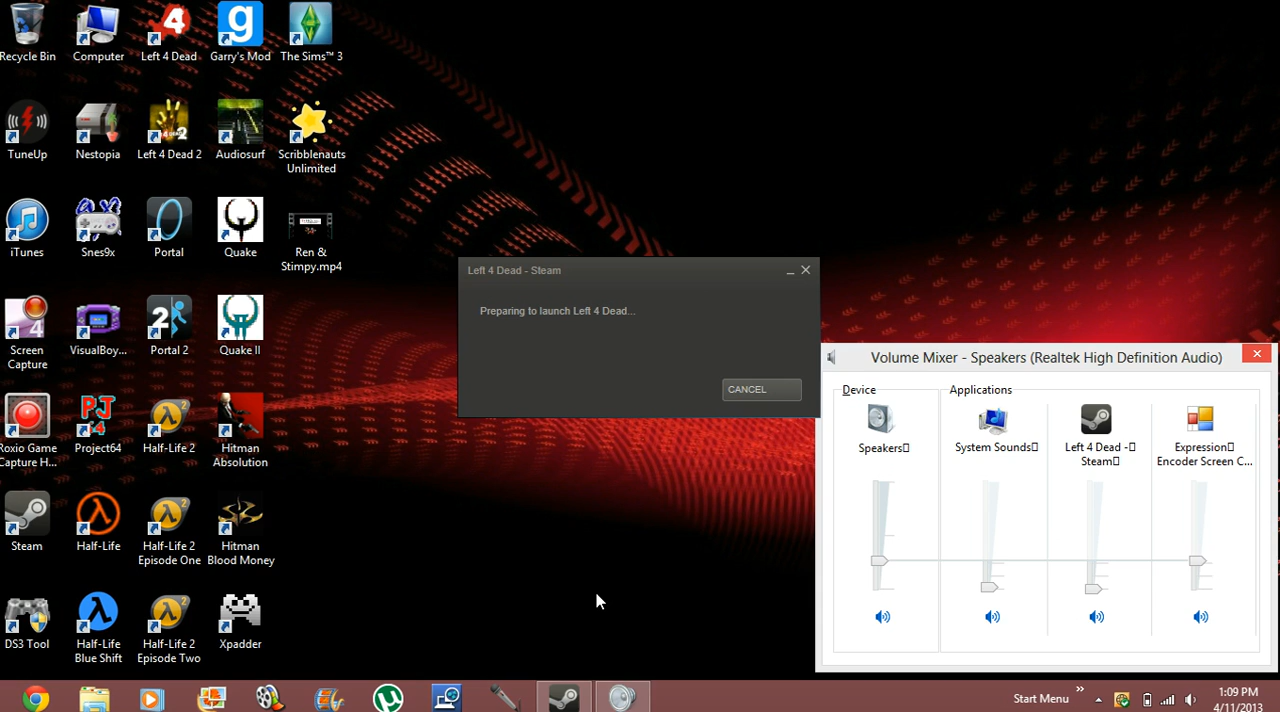 Recycle Bin
Computer
Left 4 Dead
Garry's Mod
The Sims™ 3
TuneUp
Nestopia
Left 4 Dead 2
Audiosurf
Scribblenauts
Unlimited
iTunes
Snes9x
Portal
Quake
Ren &
Stimpy.mp4
Screen
Capture
VisualBoy...
Portal 2
Quake II
Roxio Game
Capture H...
Project64
Half-Life 2
Hitman
Absolution
Steam
Half-Life
Half-Life 2
Episode One
Hitman
Blood Money
DS3 Tool
Half-Life
Blue Shift
Half-Life 2
Episode Two
Xpadder
Left 4 Dead - Steam
Preparing to launch Left 4 Dead...
CANCEL
Volume Mixer - Speakers (Realtek High Definition Audio)
Device
Applications
Speakers
System Sounds
Left 4 Dead -
Steam
Expression
Encoder Screen C...
Start Menu
1:09 PM
4/11/2013